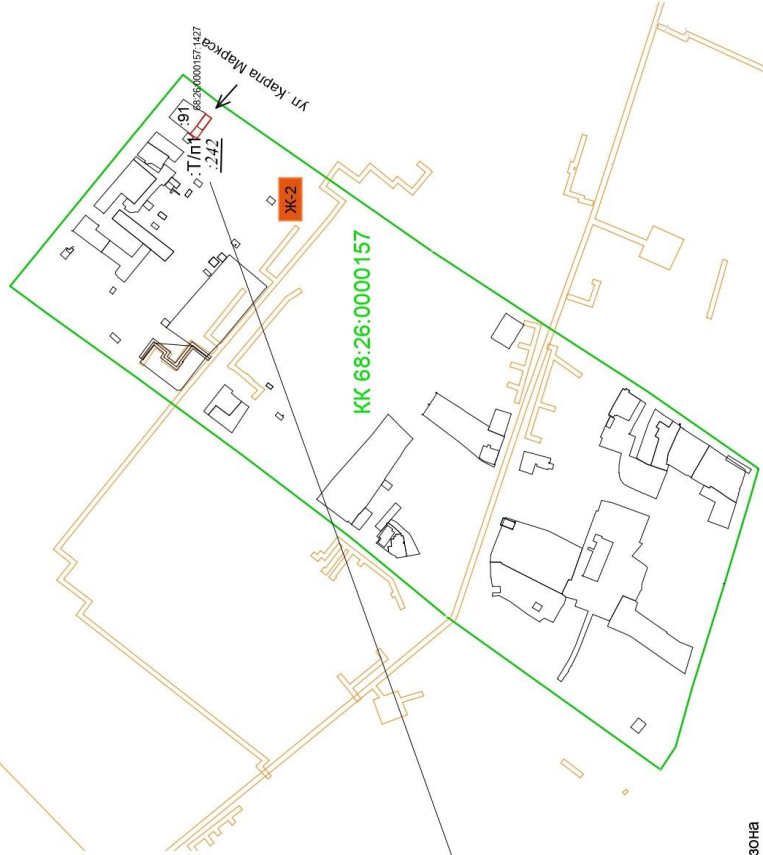 68:26:0000157:1427
:91
:Т/п1
:242
ул. Карла Маркса
Ж-2
КК 68:26:0000157
зона